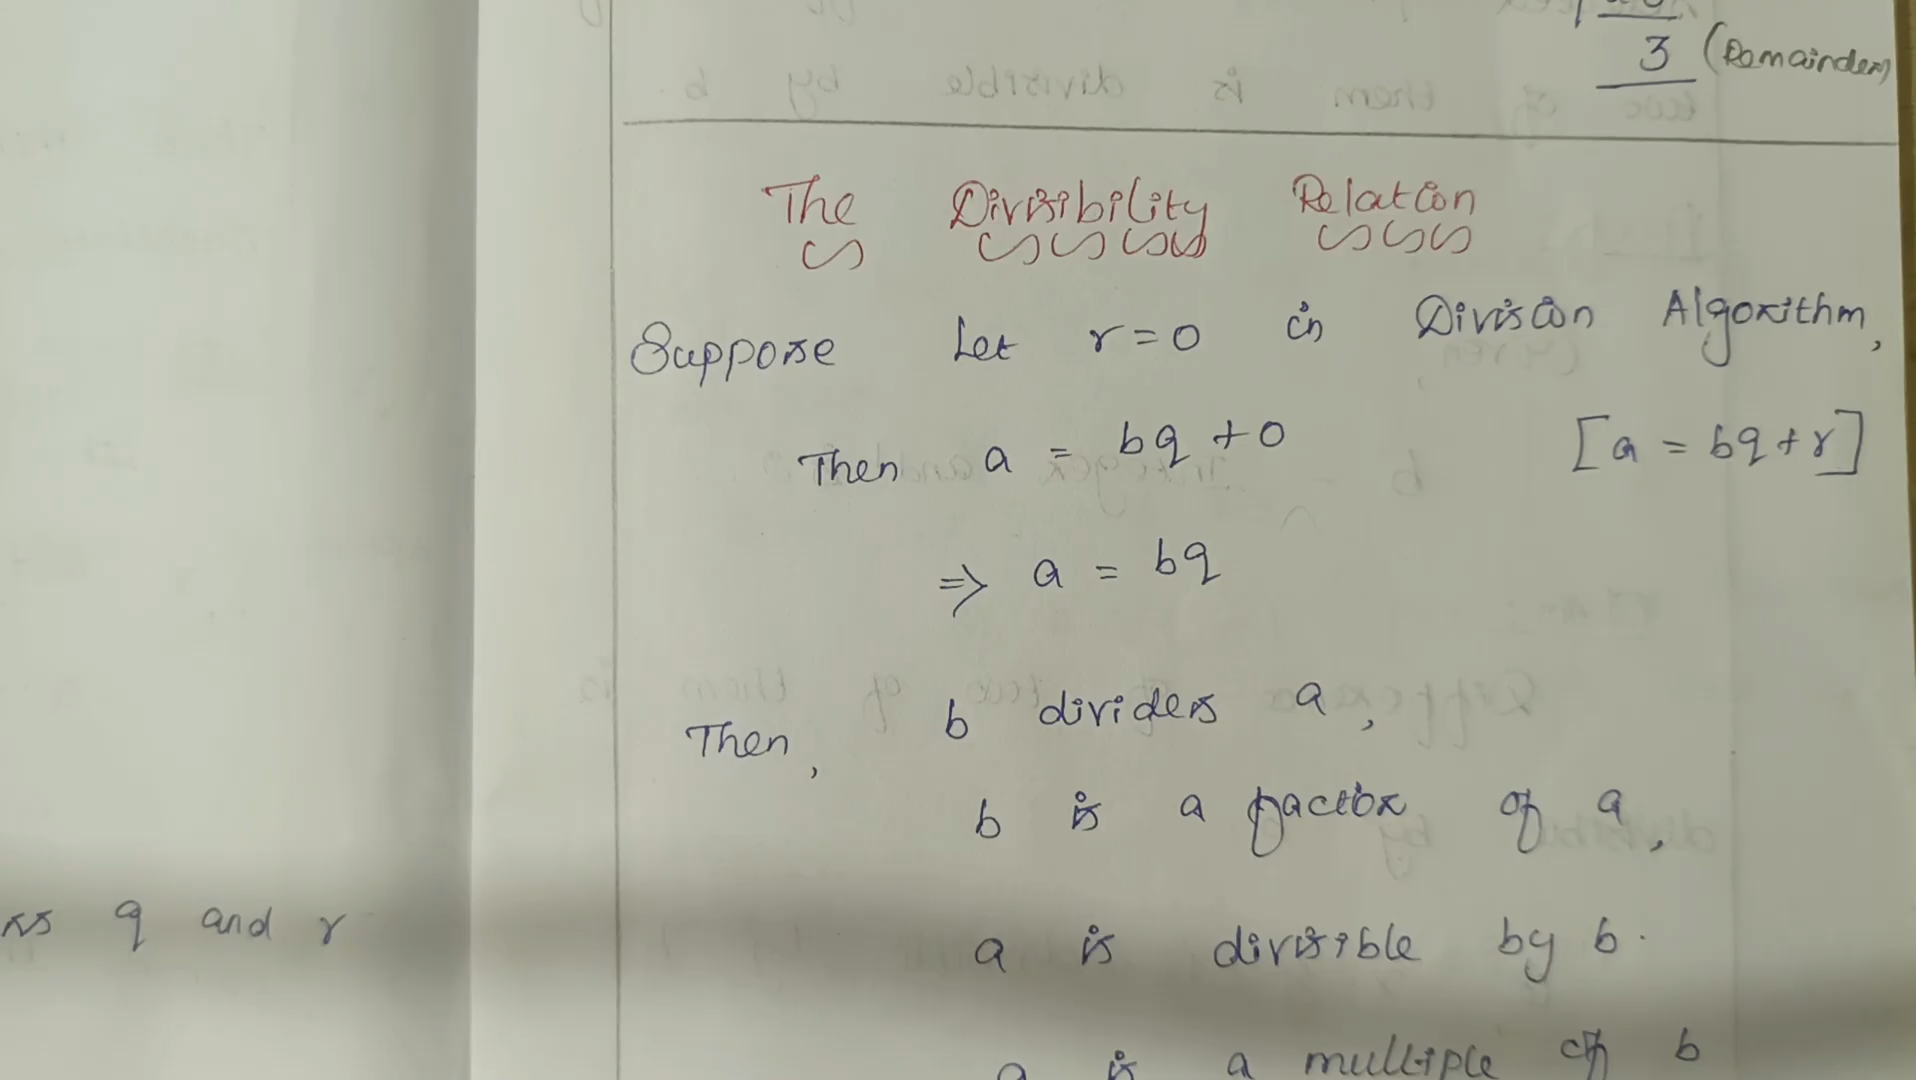 3 (Remainder)
The Divisibility Relation
Suppose Let r = 0 in Division Algorithm,
Then a = bq + 0 [a = bq + r]
⇒ a = bq
Then, b divides a,
b is a factor of a,
a is divisible by b.
a is a multiple of b
q and r